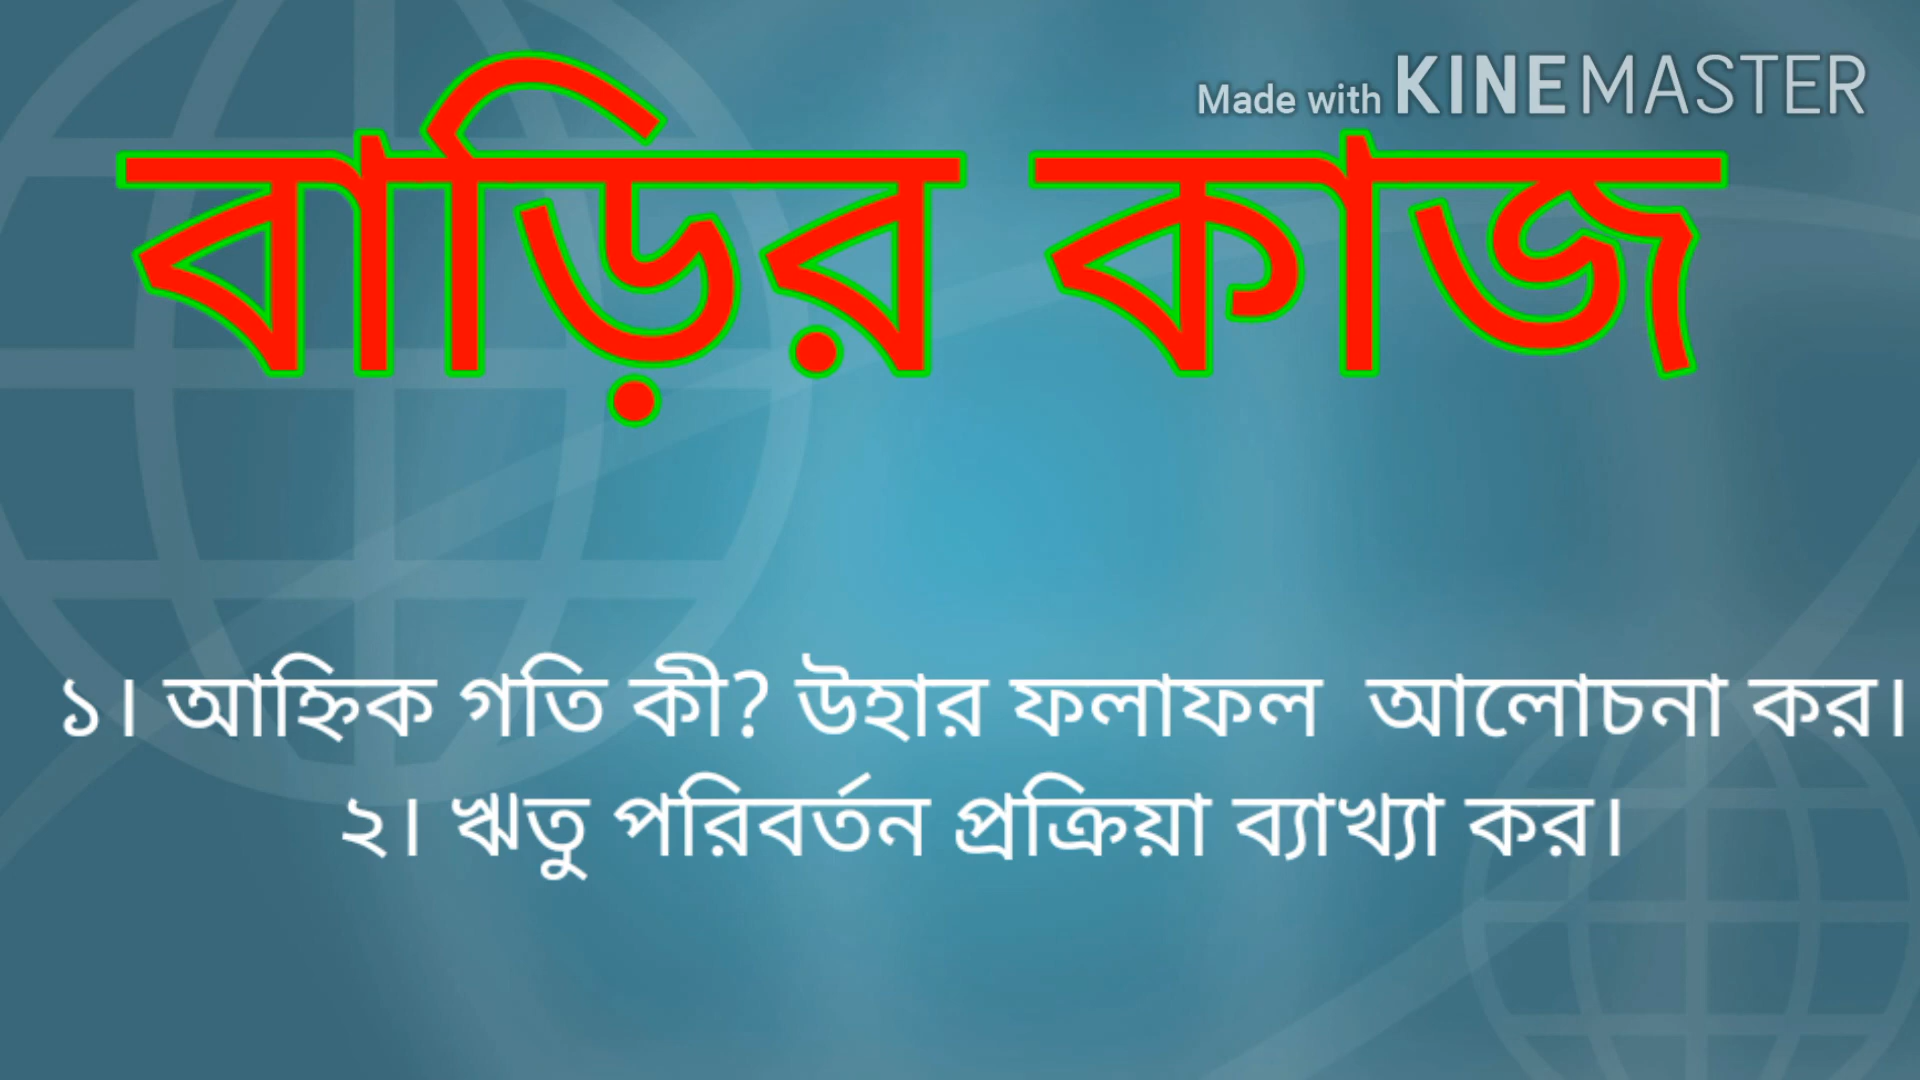 Made with KINEMASTER
বাড়ির কাজ
১। আহ্নিক গতি কী? উহার ফলাফল আলোচনা কর।
২। ঋতু পরিবর্তন প্রক্রিয়া ব্যাখ্যা কর।